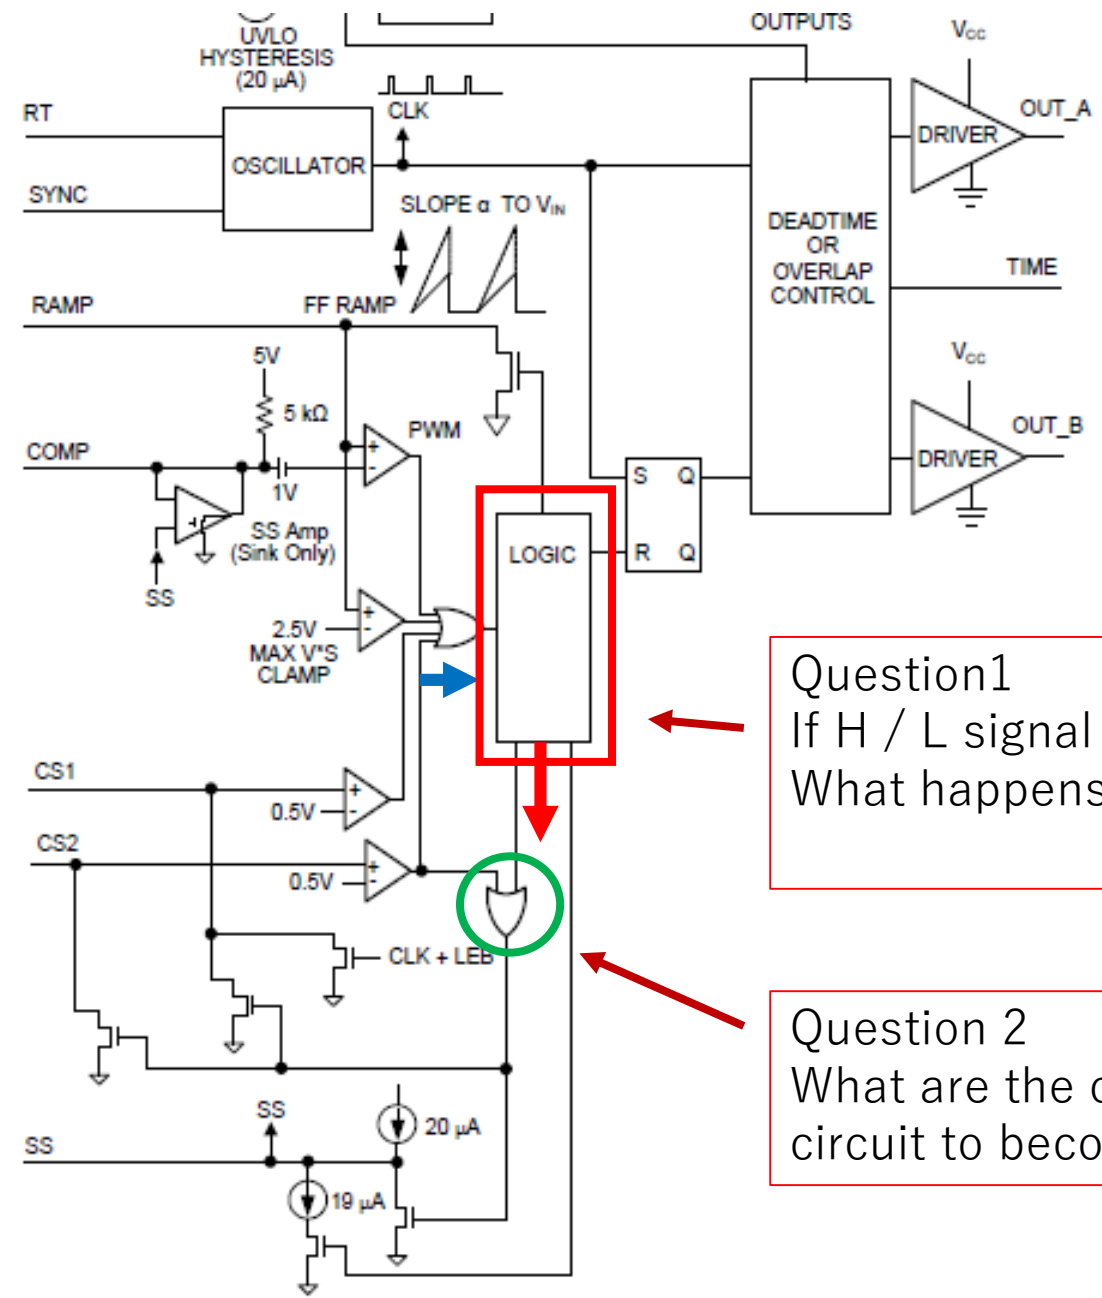 OUTPUTS
UVLO
HYSTERESIS
(20 µA)
VCC
RT
CLK
OUT_A
DRIVER
OSCILLATOR
SYNC
SLOPE α TO VIN
DEADTIME
OR
OVERLAP
CONTROL
TIME
RAMP
FF RAMP
5V
5 kΩ
VCC
COMP
PWM
+
-
1V
OUT_B
DRIVER
S Q
SS Amp
(Sink Only)
LOGIC
R Q
SS
+
2.5V
-
MAX V*S
CLAMP
Question1
If H / L signal
What happens
CS1
+
0.5V
-
CS2
+
0.5V
-
CLK + LEB
Question 2
What are the
circuit to beco
SS
20 µA
SS
19 µA